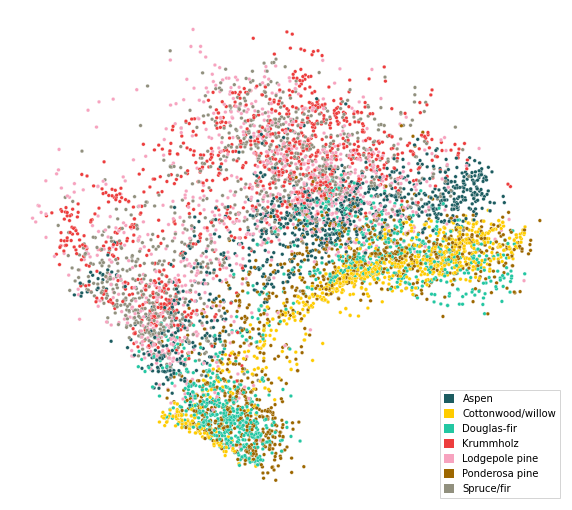 Aspen
Cottonwood/willow
Douglas-fir
Krummholz
Lodgepole pine
Ponderosa pine
Spruce/fir